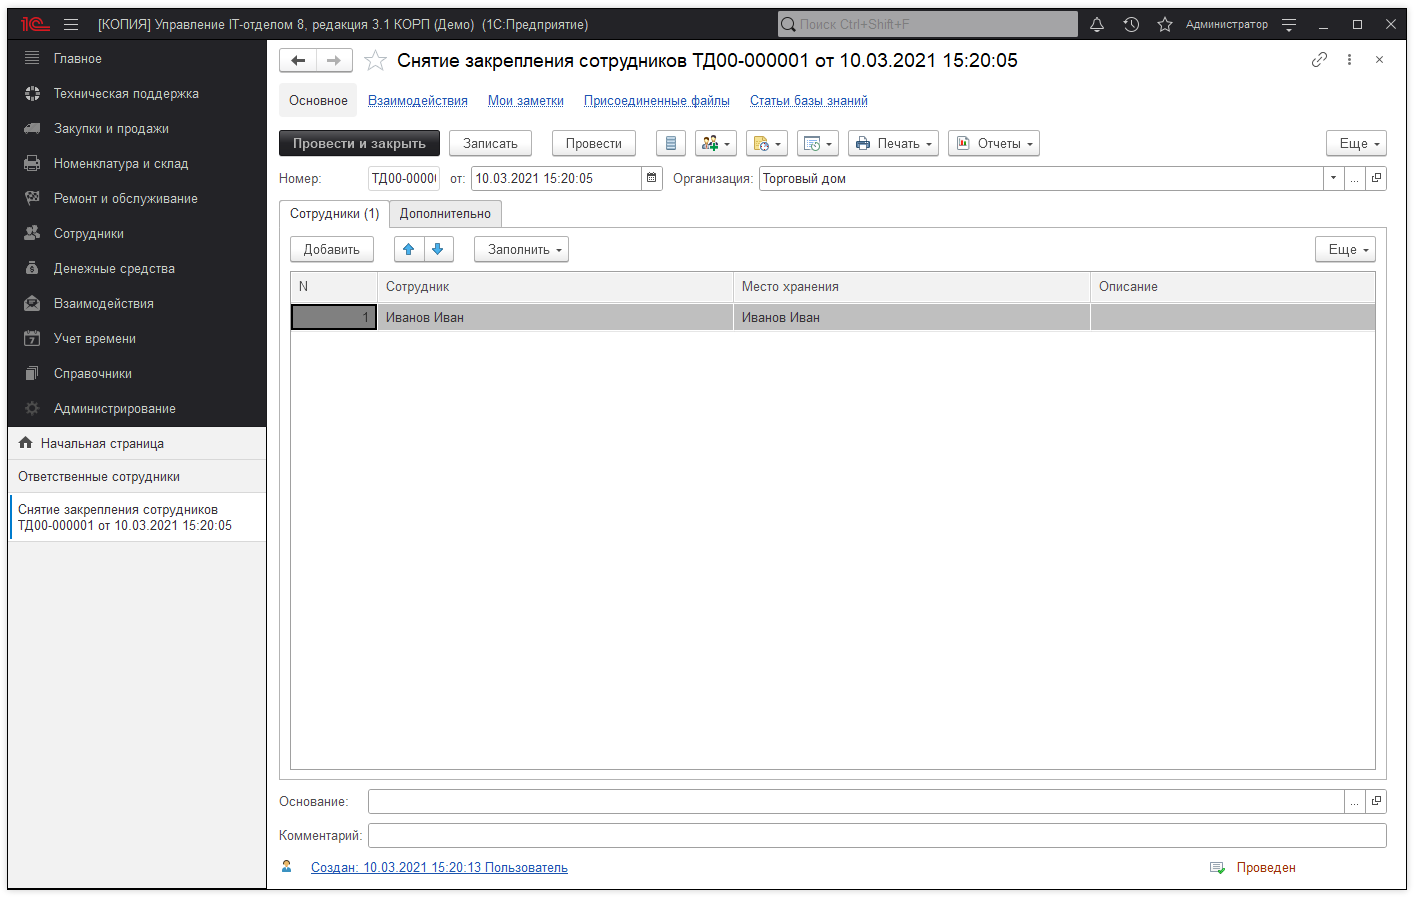 1С [КОПИЯ] Управление IT-отделом 8, редакция 3.1 КОРП (Демо) (1С:Предприятие) Поиск Ctrl+Shift+F Администратор
Главное
Техническая поддержка
Закупки и продажи
Номенклатура и склад
Ремонт и обслуживание
Сотрудники
Денежные средства
Взаимодействия
Учет времени
Справочники
Администрирование
Начальная страница
Ответственные сотрудники
Снятие закрепления сотрудников
ТД00-000001 от 10.03.2021 15:20:05
Снятие закрепления сотрудников ТД00-000001 от 10.03.2021 15:20:05
Основное Взаимодействия Мои заметки Присоединенные файлы Статьи базы знаний
Провести и закрыть Записать Провести Печать Отчеты Еще
Номер: ТД00-0000 от: 10.03.2021 15:20:05 Организация: Торговый дом ...
Сотрудники (1) Дополнительно
Добавить Заполнить Еще
N Сотрудник Место хранения Описание
1 Иванов Иван Иванов Иван
Основание: ...
Комментарий:
Создан: 10.03.2021 15:20:13 Пользователь Проведен